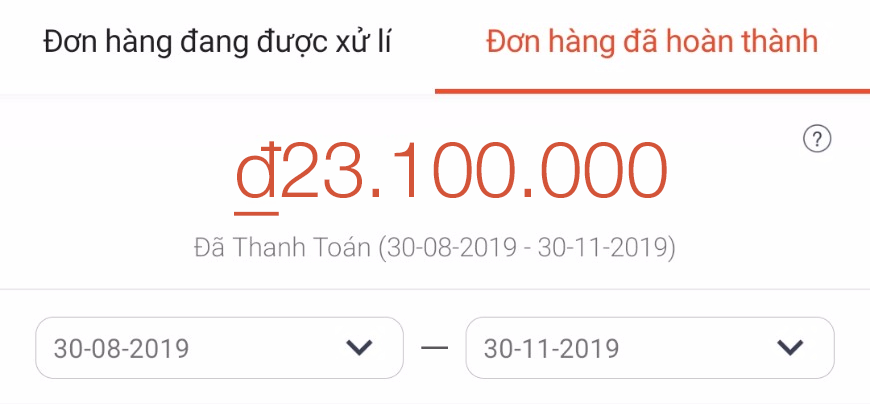 Đơn hàng đang được xử lí
Đơn hàng đã hoàn thành
?
đ23.100.000
Đã Thanh Toán (30-08-2019 - 30-11-2019)
30-08-2019 — 30-11-2019